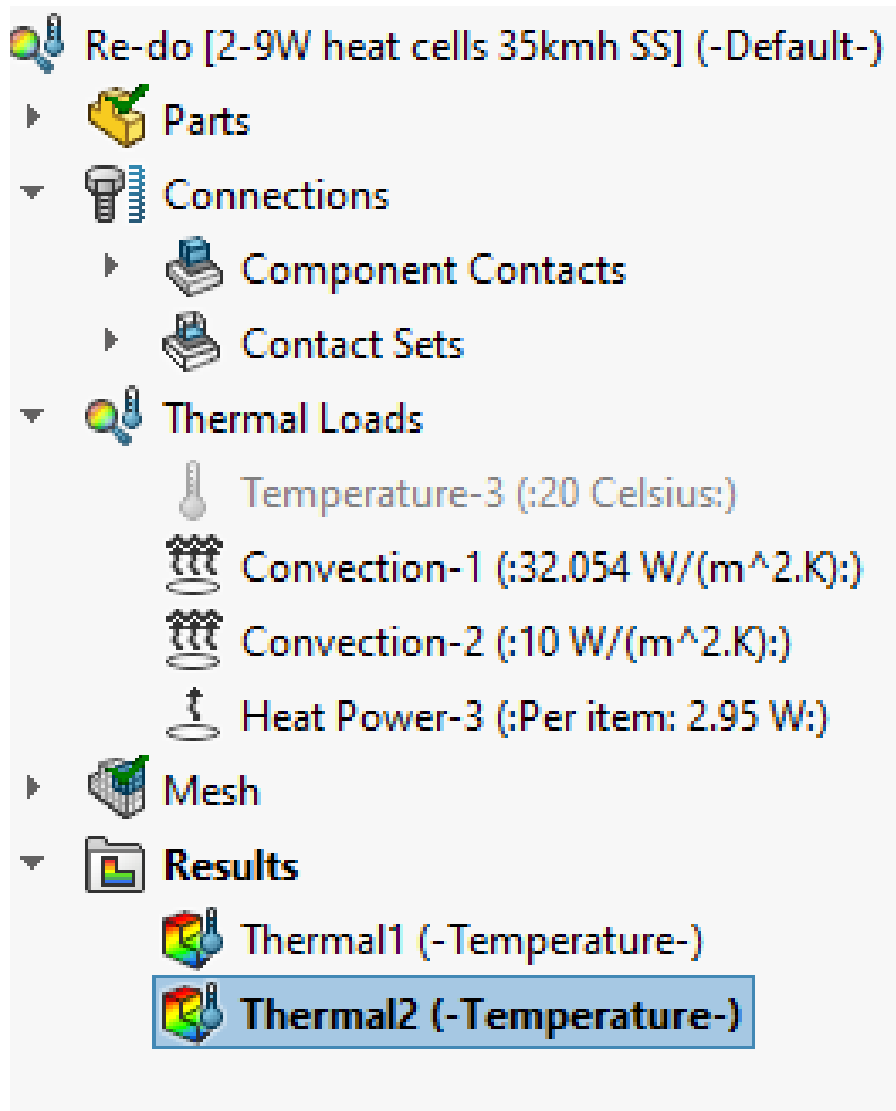 Re-do [2-9W heat cells 35kmh SS] (-Default-)
Parts
Connections
Component Contacts
Contact Sets
Thermal Loads
Temperature-3 (:20 Celsius:)
Convection-1 (:32.054 W/(m^2.K):)
Convection-2 (:10 W/(m^2.K):)
Heat Power-3 (:Per item: 2.95 W:)
Mesh
Results
Thermal1 (-Temperature-)
Thermal2 (-Temperature-)